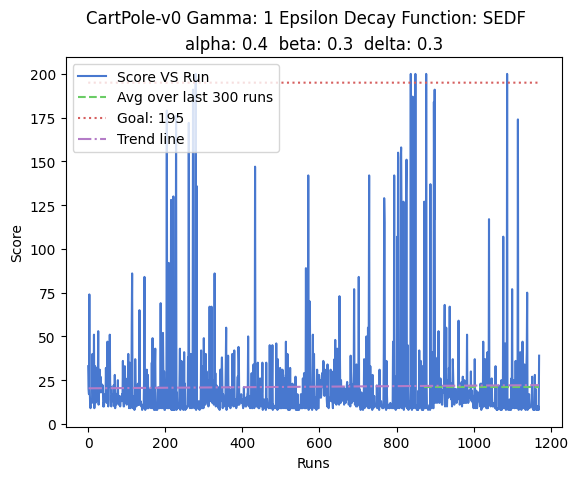 CartPole-v0 Gamma: 1 Epsilon Decay Function: SEDF
alpha: 0.4  beta: 0.3  delta: 0.3
Score VS Run
Avg over last 300 runs
Goal: 195
Trend line
Score
200
175
150
125
100
75
50
25
0
0
200
400
600
800
1000
1200
Runs